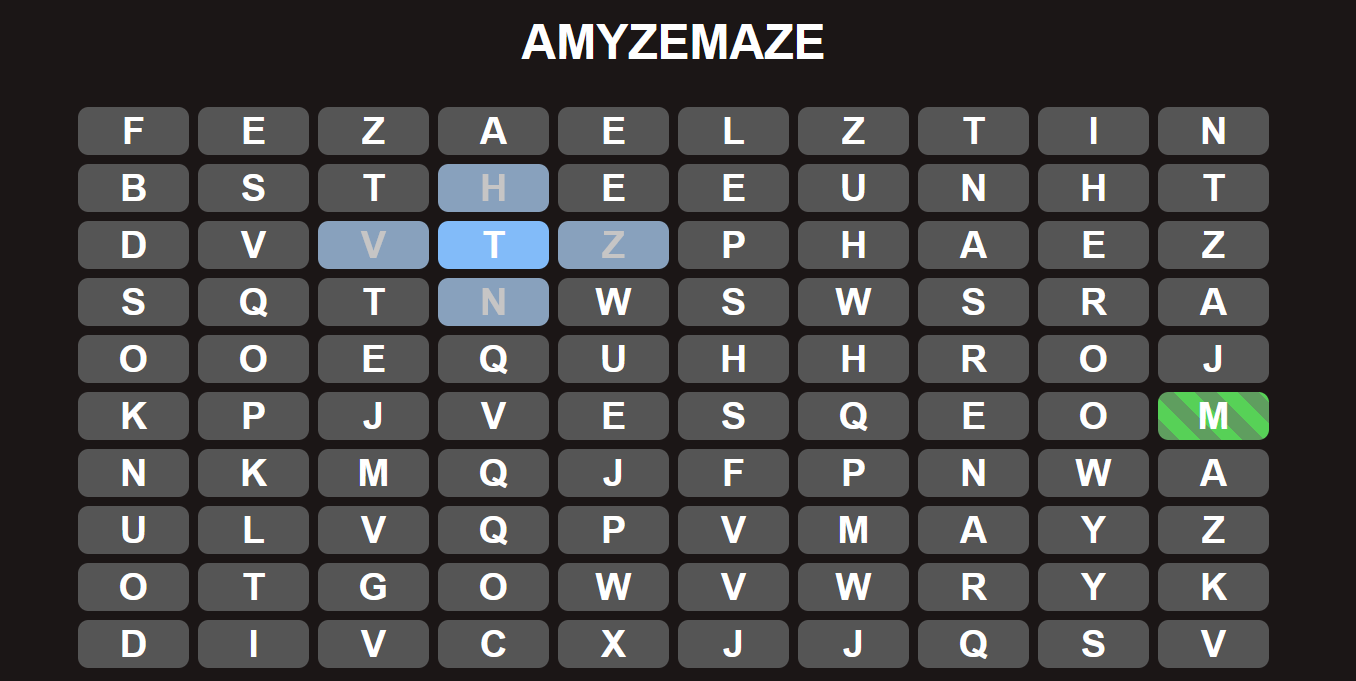 AMYZEMAZE
F E Z A E L Z T I N
B S T H E E U N H T
D V V T Z P H A E Z
S Q T N W S W S R A
O O E Q U H H R O J
K P J V E S Q E O M
N K M Q J F P N W A
U L V Q P V M A Y Z
O T G O W V W R Y K
D I V C X J J Q S V